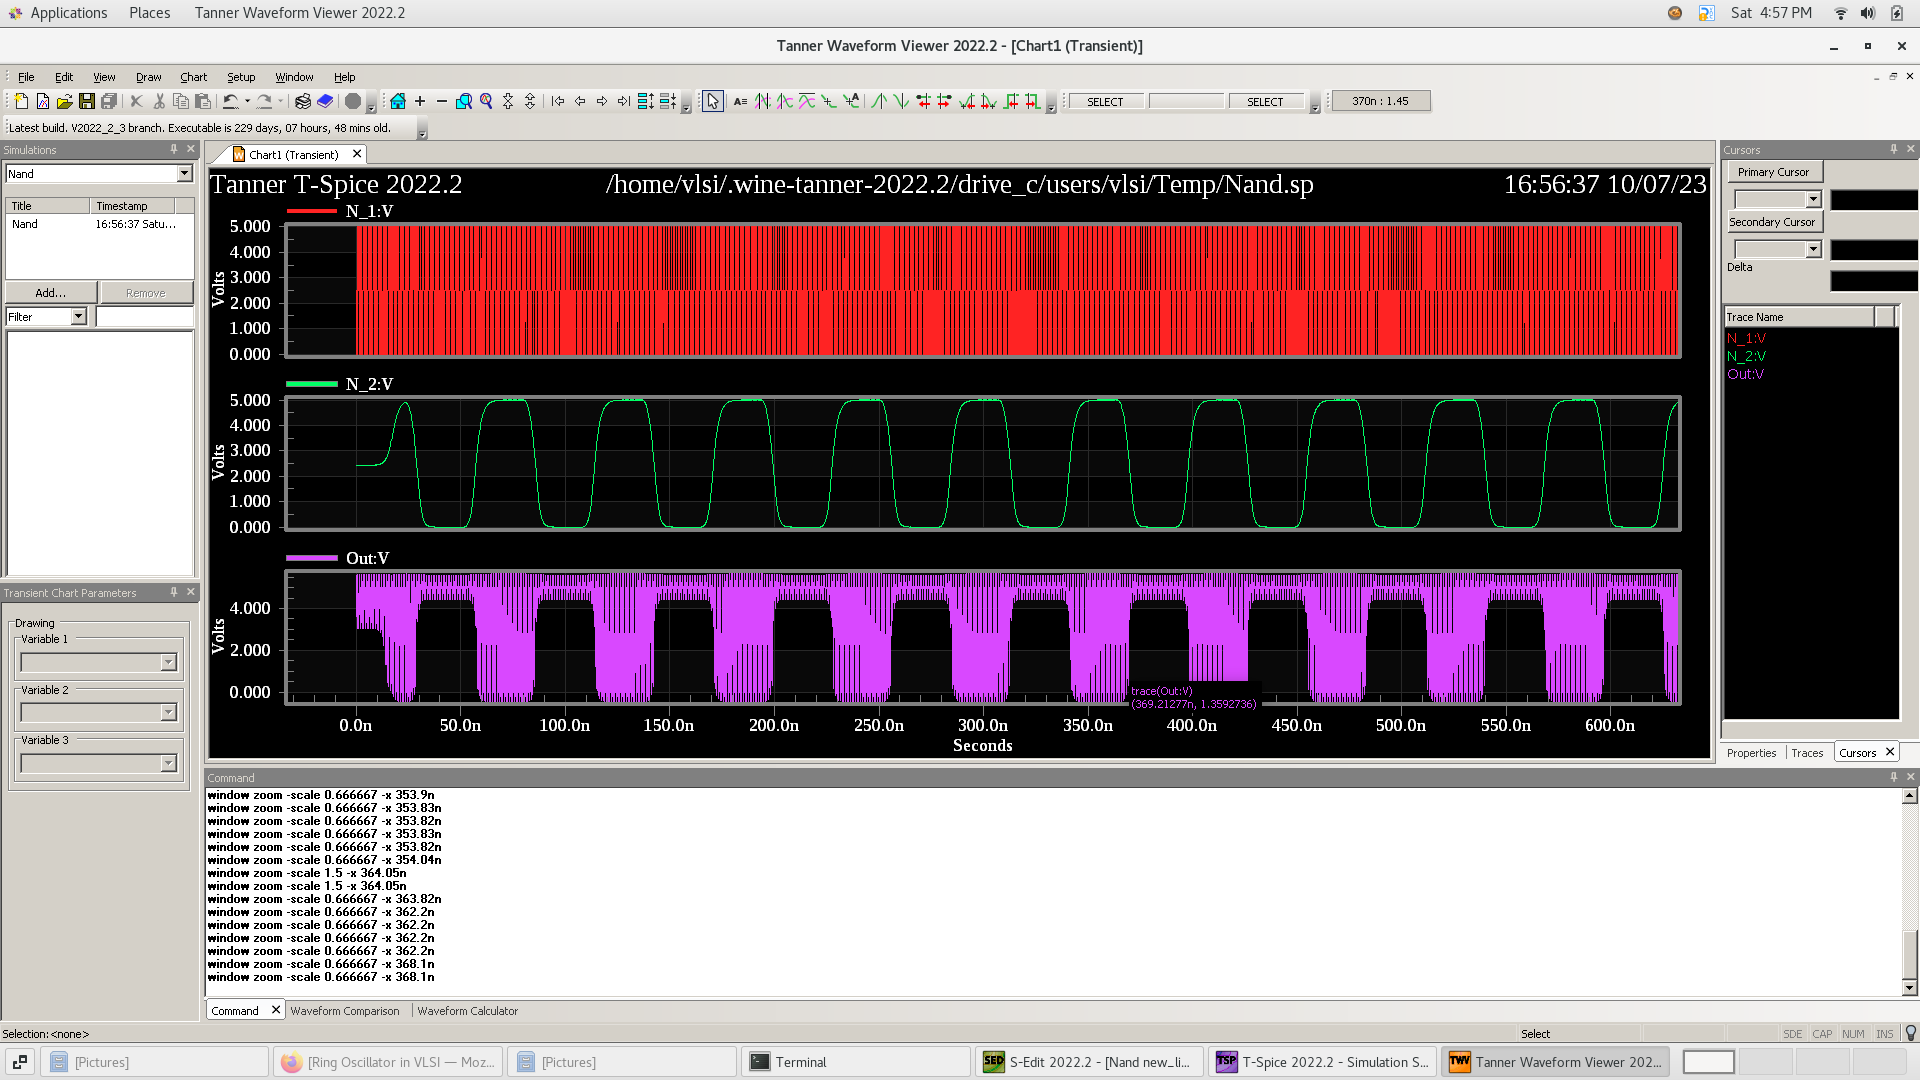 Applications Places Tanner Waveform Viewer 2022.2 Sat 4:57 PM
Tanner Waveform Viewer 2022.2 - [Chart1 (Transient)]
File Edit View Draw Chart Setup Window Help
SELECT SELECT 370n : 1.45
Latest build. V2022_2_3 branch. Executable is 229 days, 07 hours, 48 mins old.
Simulations
Nand
Title Timestamp
Nand 16:56:37 Satu...
Add... Remove
Filter
Transient Chart Parameters
Drawing
Variable 1
Variable 2
Variable 3
Chart1 (Transient)
Tanner T-Spice 2022.2 /home/vlsi/.wine-tanner-2022.2/drive_c/users/vlsi/Temp/Nand.sp 16:56:37 10/07/23
N_1:V
5.000
4.000
3.000
2.000
1.000
0.000
Volts
N_2:V
5.000
4.000
3.000
2.000
1.000
0.000
Volts
Out:V
4.000
2.000
0.000
Volts
trace(Out:V)
(369.21277n, 1.3592736)
0.0n 50.0n 100.0n 150.0n 200.0n 250.0n 300.0n 350.0n 400.0n 450.0n 500.0n 550.0n 600.0n
Seconds
Cursors
Primary Cursor
Secondary Cursor
Delta
Trace Name
N_1:V
N_2:V
Out:V
Properties Traces Cursors
Command
window zoom -scale 0.666667 -x 353.9n
window zoom -scale 0.666667 -x 353.83n
window zoom -scale 0.666667 -x 353.82n
window zoom -scale 0.666667 -x 353.83n
window zoom -scale 0.666667 -x 353.82n
window zoom -scale 0.666667 -x 354.04n
window zoom -scale 1.5 -x 364.05n
window zoom -scale 1.5 -x 364.05n
window zoom -scale 0.666667 -x 363.82n
window zoom -scale 0.666667 -x 362.2n
window zoom -scale 0.666667 -x 362.2n
window zoom -scale 0.666667 -x 362.2n
window zoom -scale 0.666667 -x 362.2n
window zoom -scale 0.666667 -x 368.1n
window zoom -scale 0.666667 -x 368.1n
Command Waveform Comparison Waveform Calculator
Selection: <none> Select SDE CAP NUM INS
[Pictures] [Ring Oscillator in VLSI — Moz... [Pictures] Terminal SED S-Edit 2022.2 - [Nand new_li... TSP T-Spice 2022.2 - Simulation S... TWV Tanner Waveform Viewer 202...